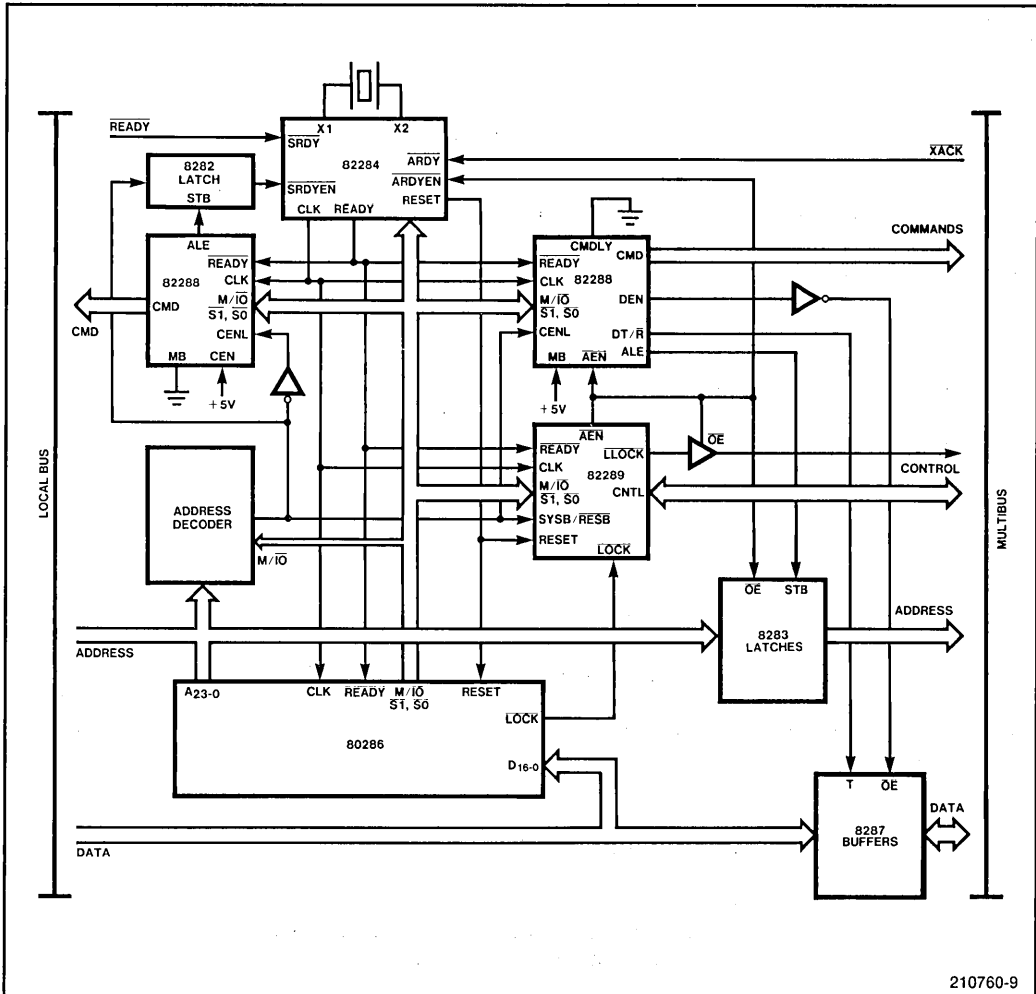 X1 X2
READY
SRDY
82284
ARDY
XACK
8282
LATCH
STB
SRDYEN
ARDYEN
RESET
CLK READY
ALE
82288
READY
CLK
M/IO
S1, S0
CMD
CENL
MB CEN
+5V
CMD
CMDLY
READY
CMD
82288
CLK
DEN
M/IO
S1, S0
CENL
DT/R
ALE
MB AEN
+5V
COMMANDS
LOCAL BUS
MULTIBUS
ADDRESS
DECODER
M/IO
AEN
READY
LLOCK
CLK
82289
M/IO
S1, S0
CNTL
SYSB/RESB
RESET
LOCK
OE
CONTROL
OE STB
8283
LATCHES
ADDRESS
ADDRESS
A23-0
CLK READY M/IO RESET
S1, S0
LOCK
80286
D16-0
T OE
8287
BUFFERS
DATA
DATA
210760-9